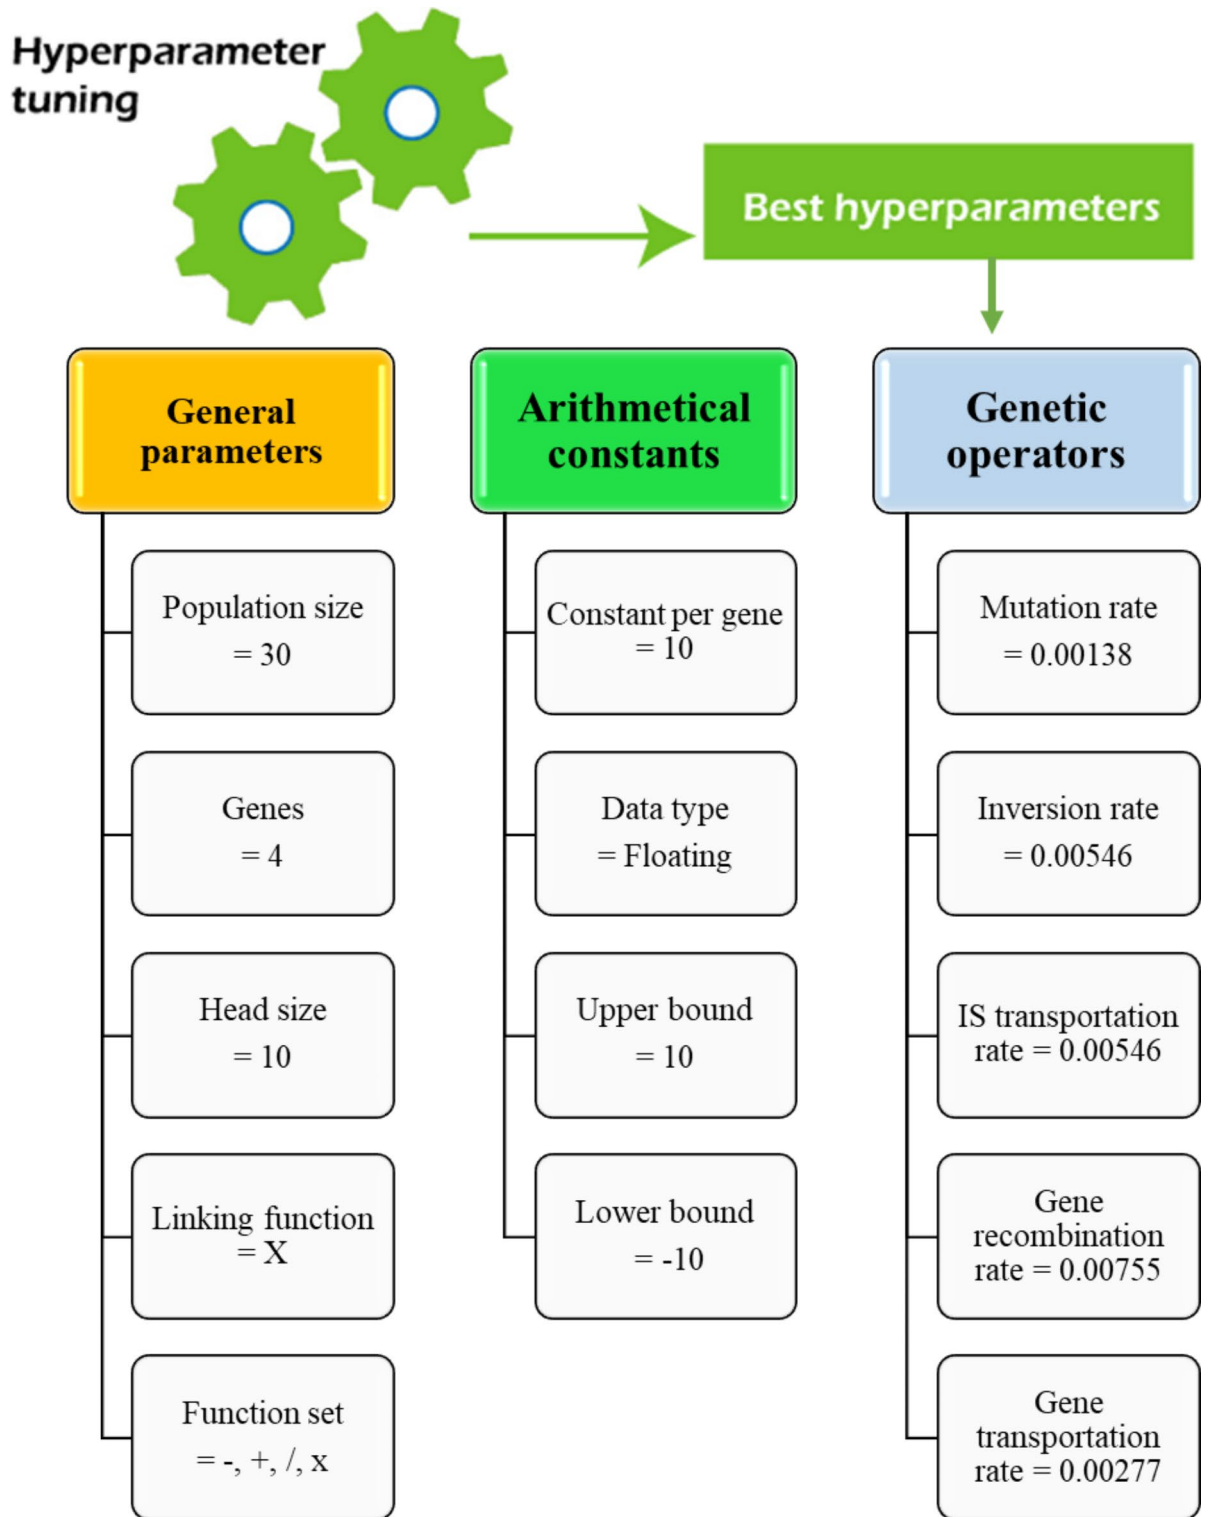 Hyperparameter
tuning
Best hyperparameters
General
parameters
Population size
= 30
Genes
= 4
Head size
= 10
Linking function
= X
Function set
= -, +, /, x
Arithmetical
constants
Constant per gene
= 10
Data type
= Floating
Upper bound
= 10
Lower bound
= -10
Genetic
operators
Mutation rate
= 0.00138
Inversion rate
= 0.00546
IS transportation
rate = 0.00546
Gene
recombination
rate = 0.00755
Gene
transportation
rate = 0.00277